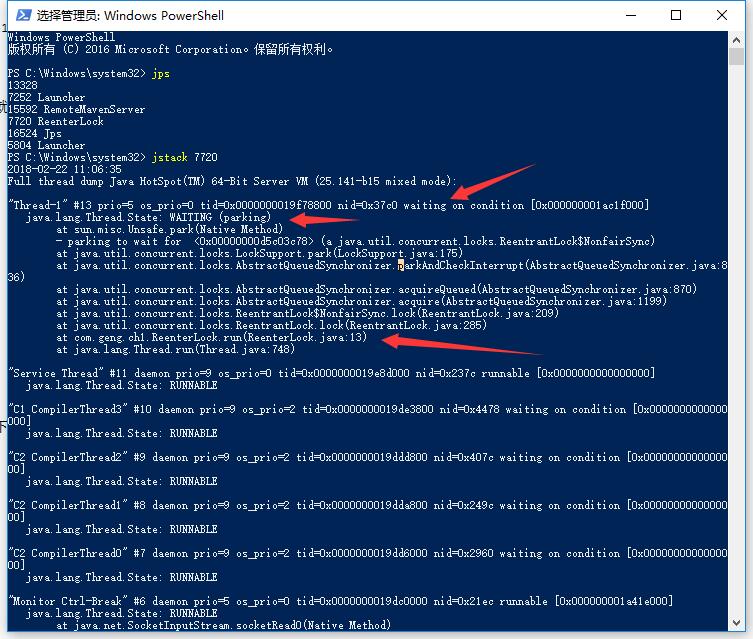 选择管理员: Windows PowerShell
Windows PowerShell
版权所有 (C) 2016 Microsoft Corporation。保留所有权利。
PS C:\Windows\system32> jps
13328
7252 Launcher
15592 RemoteMavenServer
7720 ReenterLock
16524 Jps
5804 Launcher
PS C:\Windows\system32> jstack 7720
2018-02-22 11:06:35
Full thread dump Java HotSpot(TM) 64-Bit Server VM (25.141-b15 mixed mode):
"Thread-1" #13 prio=5 os_prio=0 tid=0x0000000019f78800 nid=0x37c0 waiting on condition [0x000000001ac1f000]
java.lang.Thread.State: WAITING (parking)
at sun.misc.Unsafe.park(Native Method)
- parking to wait for <0x00000000d5c03c78> (a java.util.concurrent.locks.ReentrantLock$NonfairSync)
at java.util.concurrent.locks.LockSupport.park(LockSupport.java:175)
at java.util.concurrent.locks.AbstractQueuedSynchronizer.parkAndCheckInterrupt(AbstractQueuedSynchronizer.java:8
36)
at java.util.concurrent.locks.AbstractQueuedSynchronizer.acquireQueued(AbstractQueuedSynchronizer.java:870)
at java.util.concurrent.locks.AbstractQueuedSynchronizer.acquire(AbstractQueuedSynchronizer.java:1199)
at java.util.concurrent.locks.ReentrantLock$NonfairSync.lock(ReentrantLock.java:209)
at java.util.concurrent.locks.ReentrantLock.lock(ReentrantLock.java:285)
at com.geng.ch1.ReenterLock.run(ReenterLock.java:13)
at java.lang.Thread.run(Thread.java:748)
"Service Thread" #11 daemon prio=9 os_prio=0 tid=0x0000000019e8d000 nid=0x237c runnable [0x0000000000000000]
java.lang.Thread.State: RUNNABLE
"C1 CompilerThread3" #10 daemon prio=9 os_prio=2 tid=0x0000000019de3800 nid=0x4478 waiting on condition [0x0000000000000
000]
java.lang.Thread.State: RUNNABLE
"C2 CompilerThread2" #9 daemon prio=9 os_prio=2 tid=0x0000000019ddd800 nid=0x407c waiting on condition [0x00000000000000
00]
java.lang.Thread.State: RUNNABLE
"C2 CompilerThread1" #8 daemon prio=9 os_prio=2 tid=0x0000000019dda800 nid=0x249c waiting on condition [0x00000000000000
00]
java.lang.Thread.State: RUNNABLE
"C2 CompilerThread0" #7 daemon prio=9 os_prio=2 tid=0x0000000019dd6000 nid=0x2960 waiting on condition [0x00000000000000
00]
java.lang.Thread.State: RUNNABLE
"Monitor Ctrl-Break" #6 daemon prio=5 os_prio=0 tid=0x0000000019dc0000 nid=0x21ec runnable [0x000000001a41e000]
java.lang.Thread.State: RUNNABLE
at java.net.SocketInputStream.socketRead0(Native Method)